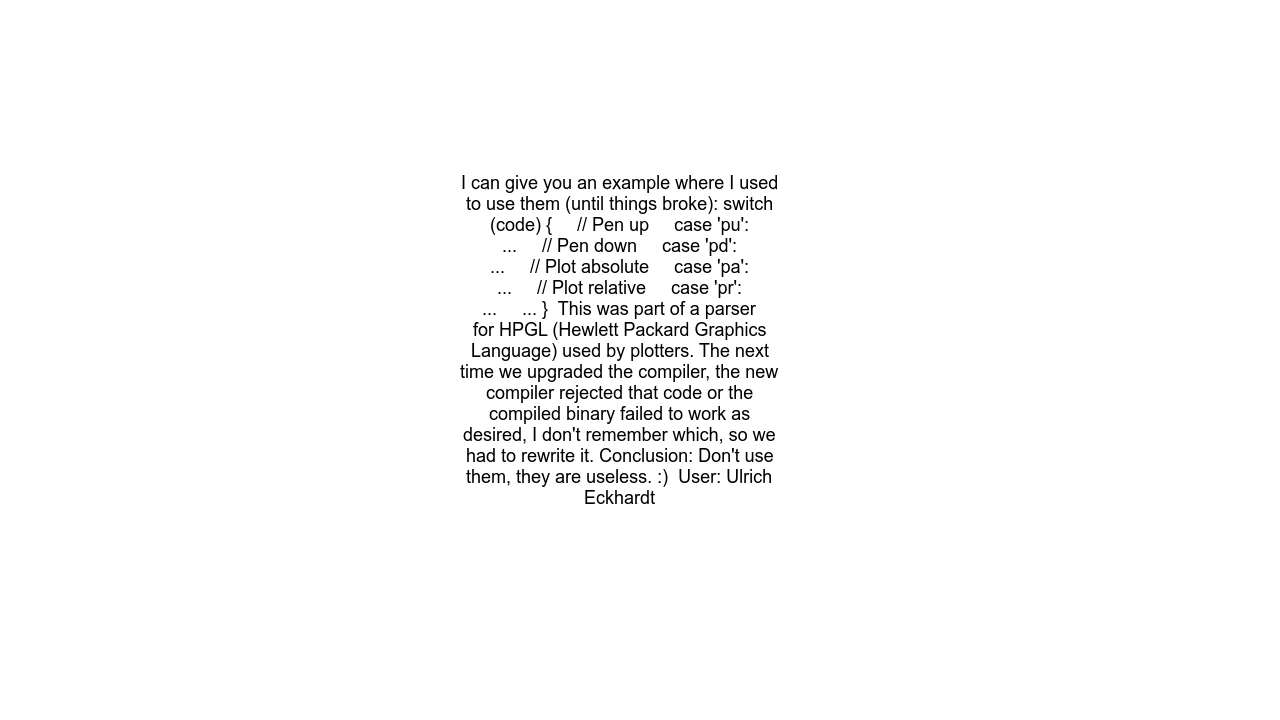 I can give you an example where I used
to use them (until things broke): switch
(code) {     // Pen up     case 'pu':
...     // Pen down     case 'pd':
...     // Plot absolute     case 'pa':
...     // Plot relative     case 'pr':
...     ... }  This was part of a parser
for HPGL (Hewlett Packard Graphics
Language) used by plotters. The next
time we upgraded the compiler, the new
compiler rejected that code or the
compiled binary failed to work as
desired, I don't remember which, so we
had to rewrite it. Conclusion: Don't use
them, they are useless. :)  User: Ulrich
Eckhardt